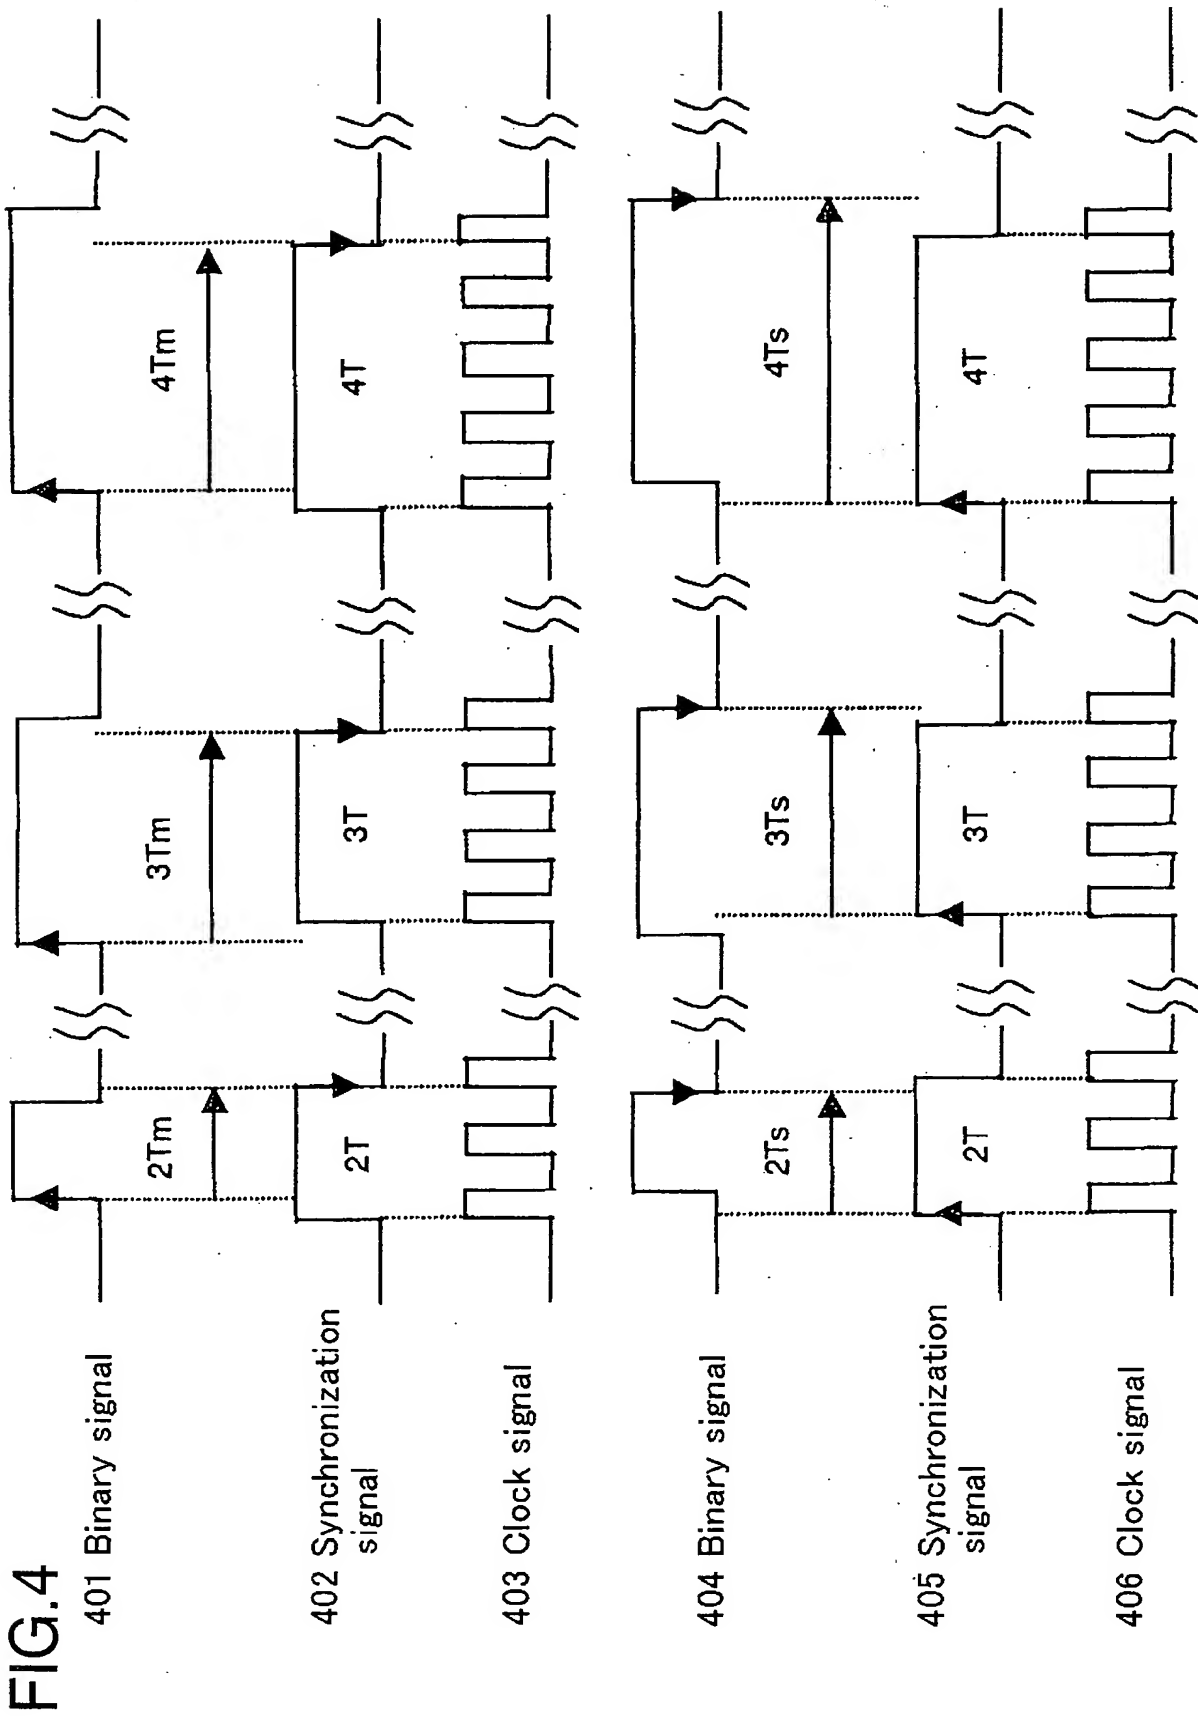 FIG.4
401 Binary signal
2Tm
3Tm
4Tm
402 Synchronization
signal
2T
3T
4T
403 Clock signal
404 Binary signal
2Ts
3Ts
4Ts
405 Synchronization
signal
2T
3T
4T
406 Clock signal